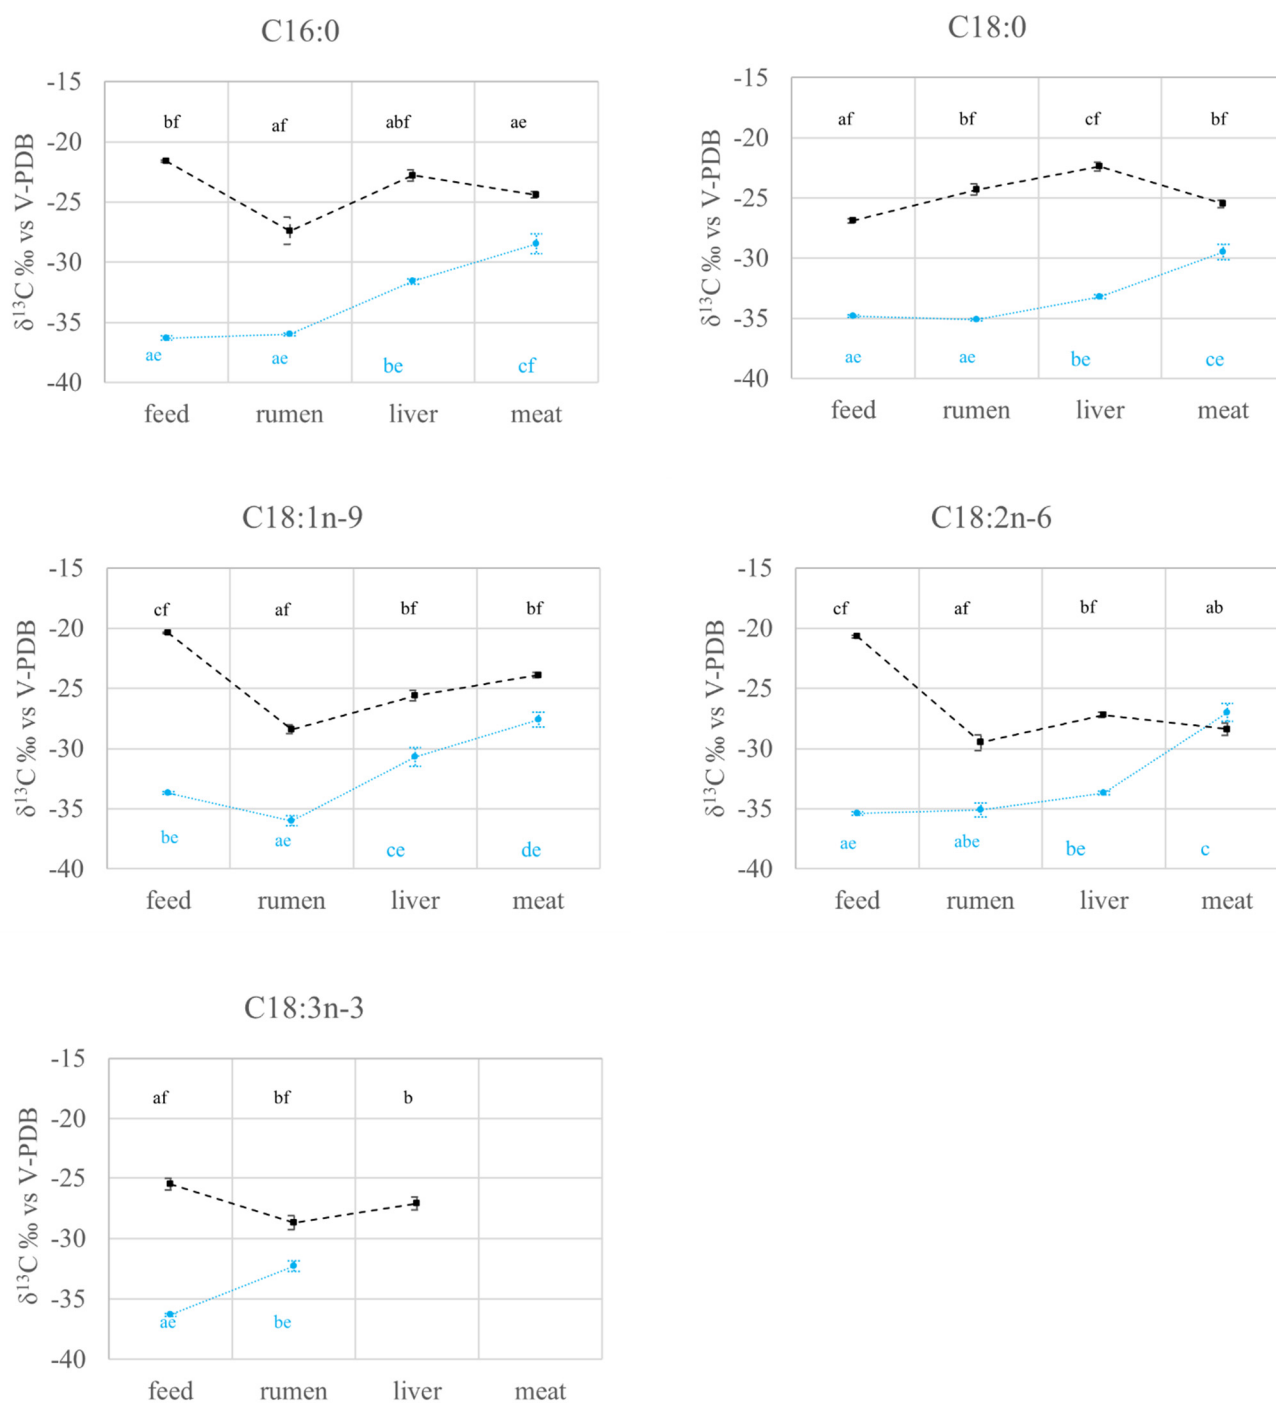 C16:0
δ¹³C ‰ vs V-PDB
-15
-20
-25
-30
-35
-40
bf af abf ae
ae ae be cf
feed rumen liver meat
C18:0
δ¹³C ‰ vs V-PDB
-15
-20
-25
-30
-35
-40
af bf cf bf
ae ae be ce
feed rumen liver meat
C18:1n-9
δ¹³C ‰ vs V-PDB
-15
-20
-25
-30
-35
-40
cf af bf bf
be ae ce de
feed rumen liver meat
C18:2n-6
δ¹³C ‰ vs V-PDB
-15
-20
-25
-30
-35
-40
cf af bf ab
ae abe be c
feed rumen liver meat
C18:3n-3
δ¹³C ‰ vs V-PDB
-15
-20
-25
-30
-35
-40
af bf b
ae be
feed rumen liver meat